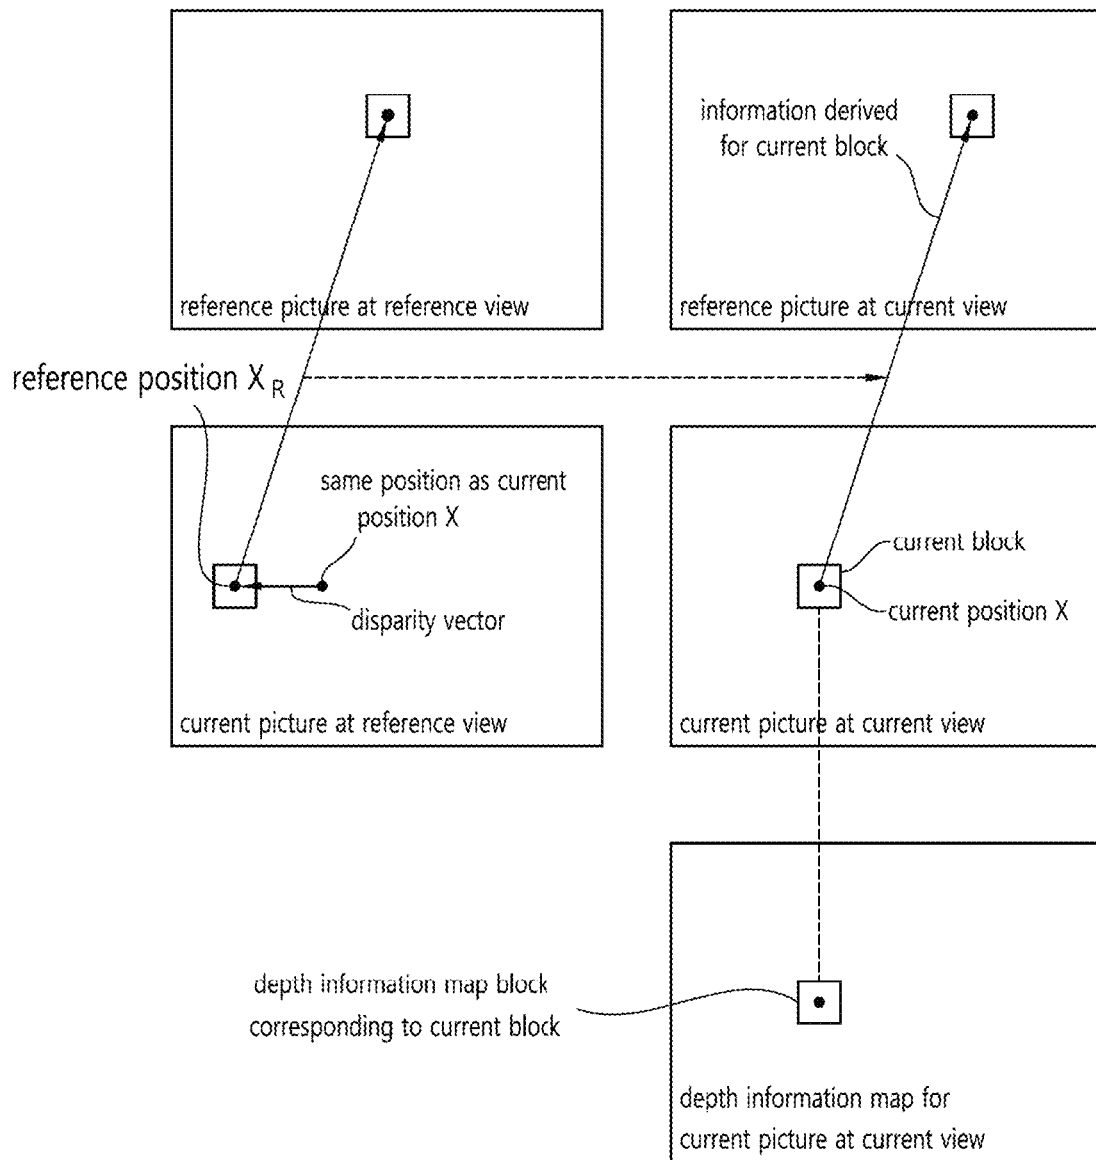 information derived
for current block
reference picture at reference view
reference picture at current view
reference position X R
same position as current
position X
disparity vector
current block
current position X
current picture at reference view
current picture at current view
depth information map block
corresponding to current block
depth information map for
current picture at current view